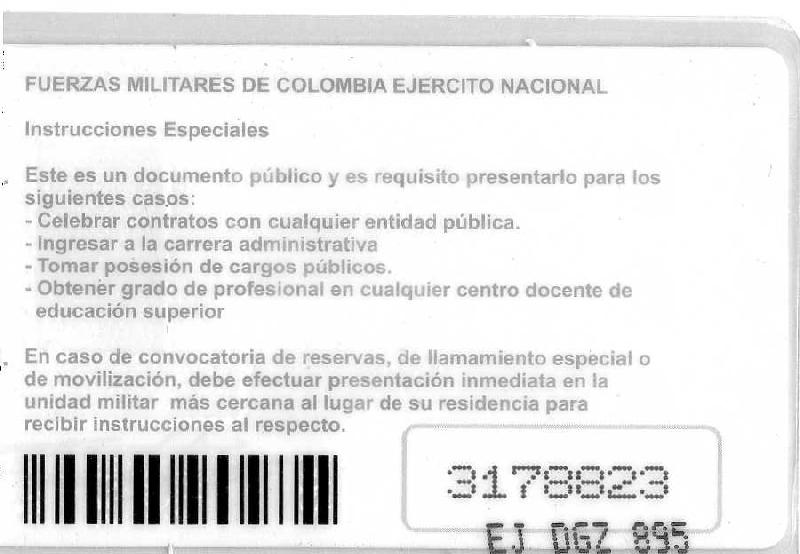 FUERZAS MILITARES DE COLOMBIA EJERCITO NACIONAL
Instrucciones Especiales
Este es un documento público y es requisito presentarlo para los
siguientes casos:
- Celebrar contratos con cualquier entidad pública.
- Ingresar a la carrera administrativa
- Tomar posesión de cargos públicos.
- Obtener grado de profesional en cualquier centro docente de
educación superior
En caso de convocatoria de reservas, de llamamiento especial o
de movilización, debe efectuar presentación inmediata en la
unidad militar más cercana al lugar de su residencia para
recibir instrucciones al respecto.
3178823
EJ DGZ 895